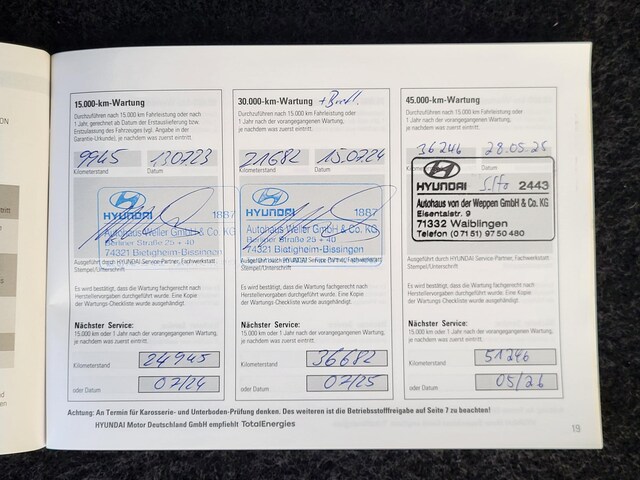 15.000-km-Wartung
Durchzuführen nach 15.000 km Fahrleistung oder nach
1 Jahr, gerechnet ab Datum der Erstauslieferung bzw.
Erstzulassung des Fahrzeuges (vgl. Angabe in der
Garantie-Urkunde), je nachdem was zuerst eintritt:
9945 13.07.23
Kilometerstand Datum
HYUNDAI 1887
Autohaus Weller GmbH & Co. KG
Berliner Straße 25 + 40
74321 Bietigheim-Bissingen
Ausgeführt durch HYUNDAI Service-Partner, Fachwerkstatt
Stempel/Unterschrift
Es wird bestätigt, dass die Wartung fachgerecht nach
Herstellervorgaben durchgeführt wurde. Eine Kopie
der Wartungs-Checkliste wurde ausgehändigt.
Nächster Service:
15.000 km oder 1 Jahr nach der vorangegangenen Wartung,
je nachdem was zuerst eintritt.
Kilometerstand 24945
oder Datum 07/24
30.000-km-Wartung
Durchzuführen nach 15.000 km Fahrleistung oder
1 Jahr nach der vorangegangenen Wartung,
je nachdem was zuerst eintritt:
21682 15.07.24
Kilometerstand Datum
HYUNDAI 1887
Autohaus Weller GmbH & Co. KG
Berliner Straße 25 + 40
74321 Bietigheim-Bissingen
Ausgeführt durch HYUNDAI Service-Partner, Fachwerkstatt
Stempel/Unterschrift
Es wird bestätigt, dass die Wartung fachgerecht nach
Herstellervorgaben durchgeführt wurde. Eine Kopie
der Wartungs-Checkliste wurde ausgehändigt.
Nächster Service:
15.000 km oder 1 Jahr nach der vorangegangenen Wartung,
je nachdem was zuerst eintritt.
Kilometerstand 36682
oder Datum 07/25
45.000-km-Wartung
Durchzuführen nach 15.000 km Fahrleistung oder
1 Jahr nach der vorangegangenen Wartung,
je nachdem was zuerst eintritt:
36246 28.05.25
Kilometerstand Datum
HYUNDAI 2443
Autohaus von der Weppen GmbH & Co. KG
Eisentalstr. 9
71332 Waiblingen
Telefon (07151) 9750480
Ausgeführt durch HYUNDAI Service-Partner, Fachwerkstatt
Stempel/Unterschrift
Es wird bestätigt, dass die Wartung fachgerecht nach
Herstellervorgaben durchgeführt wurde. Eine Kopie
der Wartungs-Checkliste wurde ausgehändigt.
Nächster Service:
15.000 km oder 1 Jahr nach der vorangegangenen Wartung,
je nachdem was zuerst eintritt.
Kilometerstand 51246
oder Datum 05/26
Achtung: An Termin für Karosserie- und Unterboden-Prüfung denken. Des weiteren ist die Betriebsstofffreigabe auf Seite 7 zu beachten!
HYUNDAI Motor Deutschland GmbH empfiehlt TotalEnergies
19